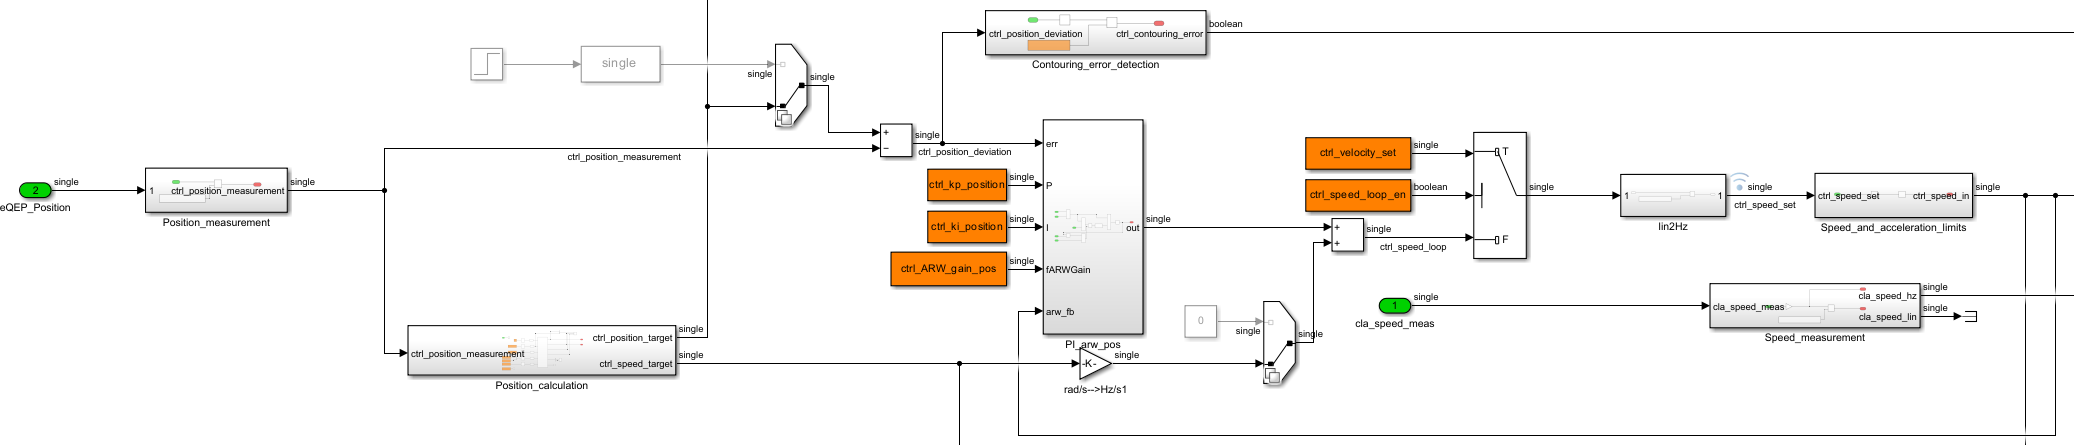 boolean
ctrl_position_deviation
ctrl_contouring_error
Contouring_error_detection
single
single
single
single
+
−
single
ctrl_position_deviation
ctrl_position_measurement
2
single
eQEP_Position
1
ctrl_position_measurement
single
Position_measurement
ctrl_position_measurement
ctrl_position_target
single
ctrl_speed_target
single
Position_calculation
ctrl_kp_position
single
ctrl_ki_position
single
ctrl_ARW_gain_pos
single
err
P
I
fARWGain
arw_fb
out
single
PI_arw_pos
-K-
single
rad/s-->Hz/s1
0
single
single
ctrl_velocity_set
single
ctrl_speed_loop_en
boolean
+
+
single
ctrl_speed_loop
T
F
single
1
1
lin2Hz
single
ctrl_speed_set
ctrl_speed_set
ctrl_speed_in
single
Speed_and_acceleration_limits
1
single
cla_speed_meas
cla_speed_meas
cla_speed_hz
single
cla_speed_lin
single
Speed_measurement